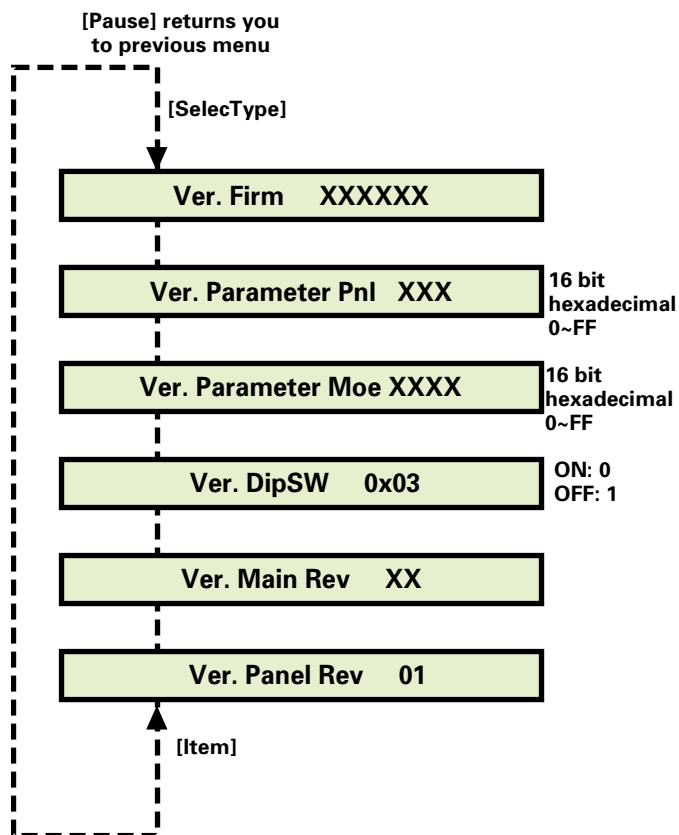 [Pause] returns you
to previous menu
[SelecType]
Ver. Firm XXXXXX
Ver. Parameter Pnl XXX
16 bit
hexadecimal
0~FF
Ver. Parameter Moe XXXX
16 bit
hexadecimal
0~FF
Ver. DipSW 0x03
ON: 0
OFF: 1
Ver. Main Rev XX
Ver. Panel Rev 01
[Item]